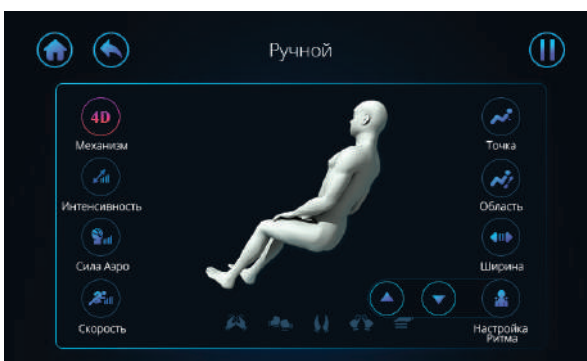 Ручной
4D
Механизм
Интенсивность
Сила Аэро
Скорость
Точка
Область
Ширина
Настройка
Ритма